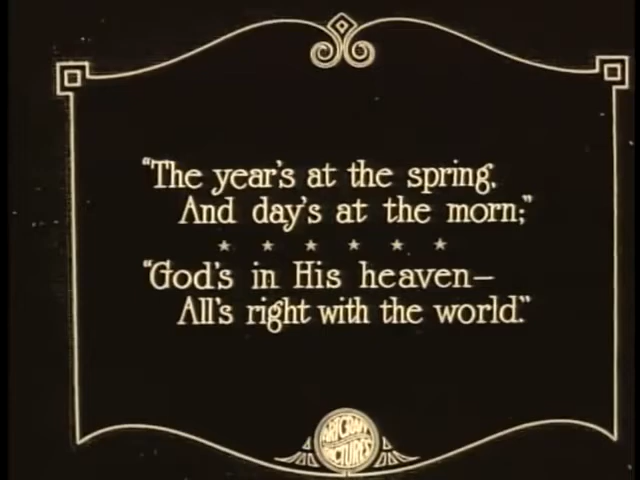 “The year's at the spring,
And day's at the morn;”
* * * * * *
“God's in His heaven—
All's right with the world.”
ARTCRAFT
PICTURES